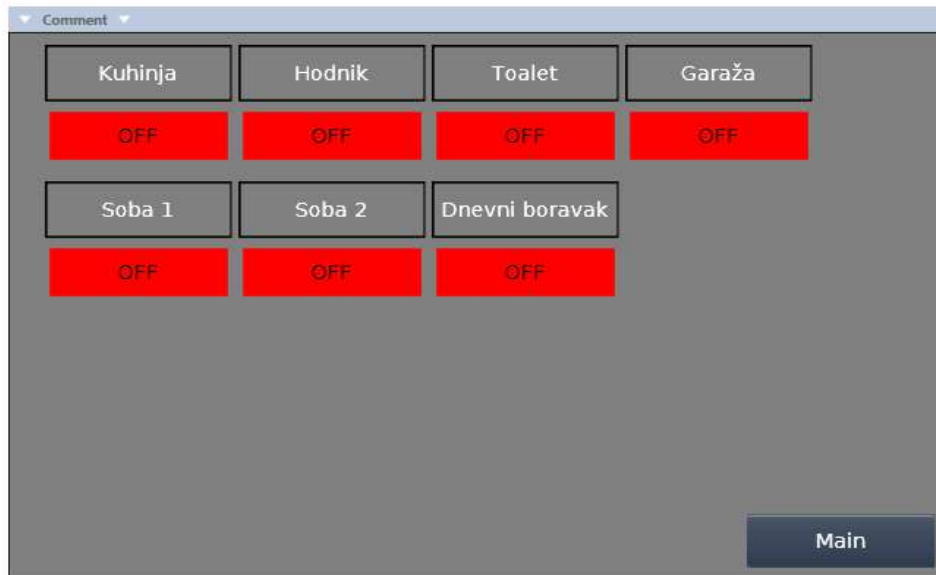 Comment
Kuhinja Hodnik Toalet Garaža
OFF OFF OFF OFF
Soba 1 Soba 2 Dnevni boravak
OFF OFF OFF
Main